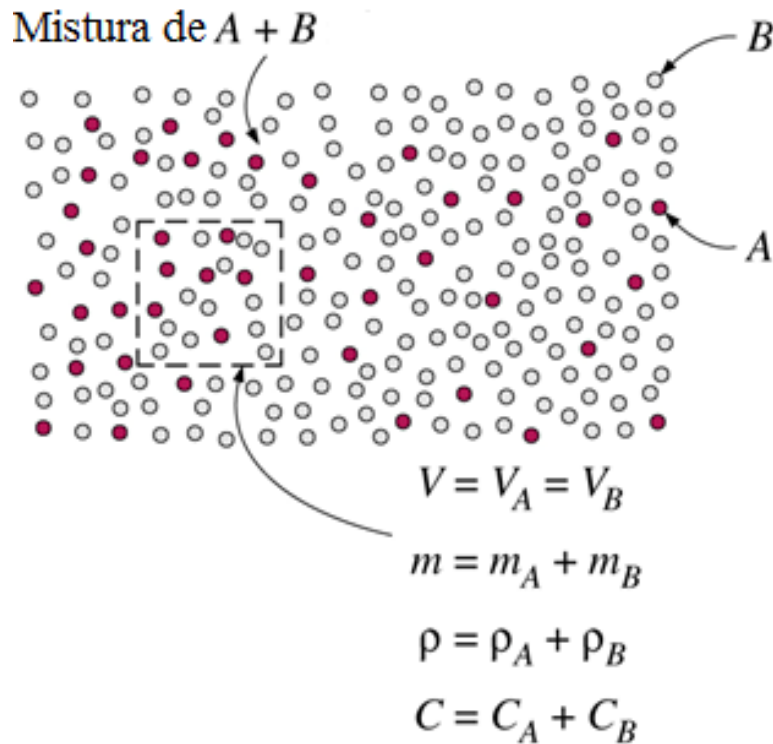 Mistura de A + B
B
A
V = V_A = V_B
m = m_A + m_B
ρ = ρ_A + ρ_B
C = C_A + C_B